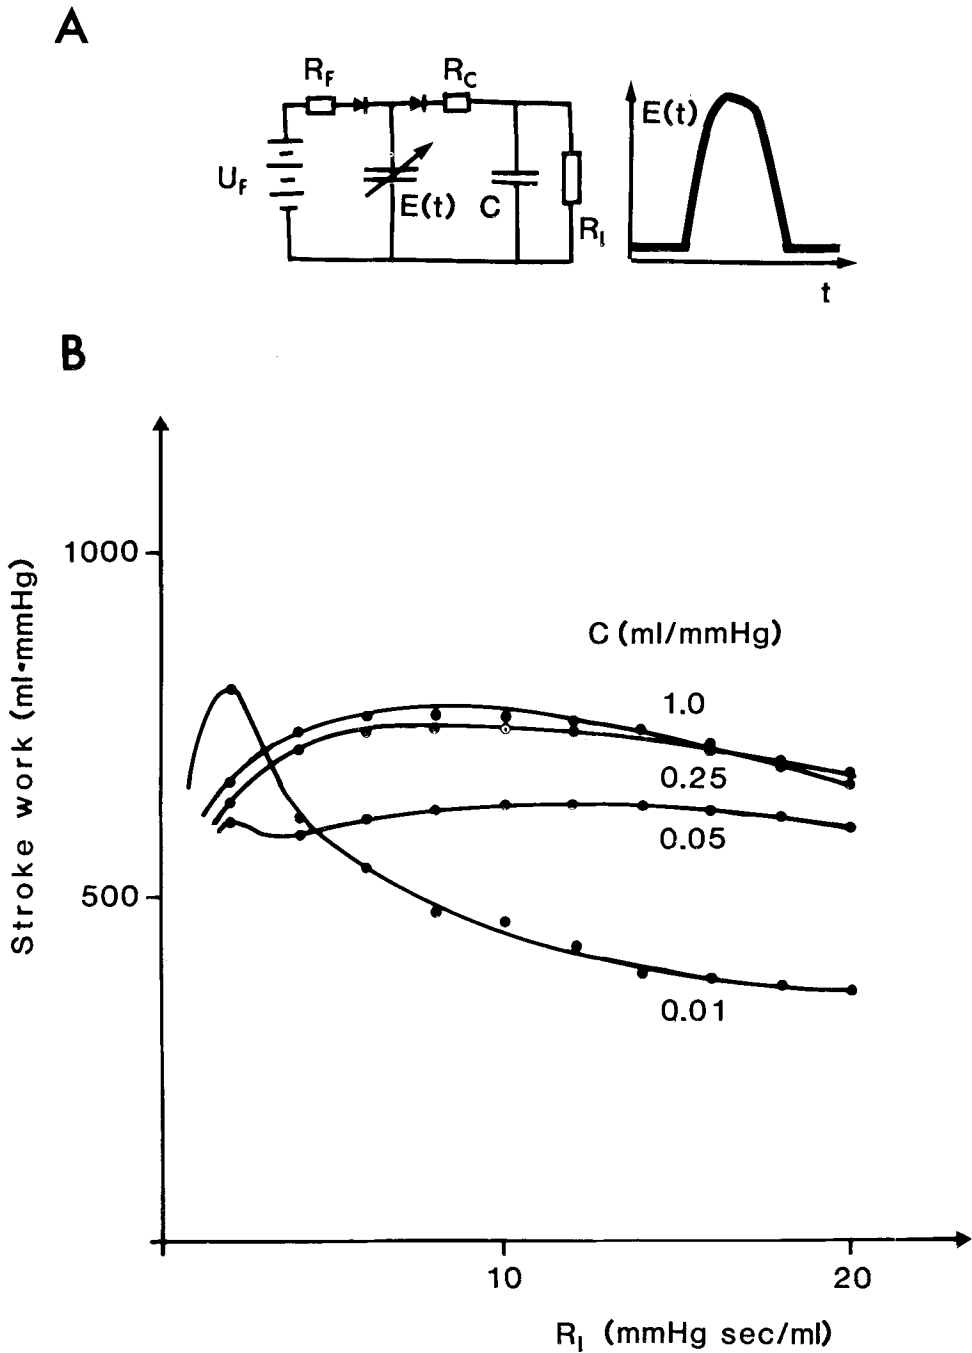 A
R_F
R_C
U_F
E(t)
C
R_l
E(t)
t
B
Stroke work (ml•mmHg)
1000
500
C (ml/mmHg)
1.0
0.25
0.05
0.01
10
20
R_l (mmHg sec/ml)